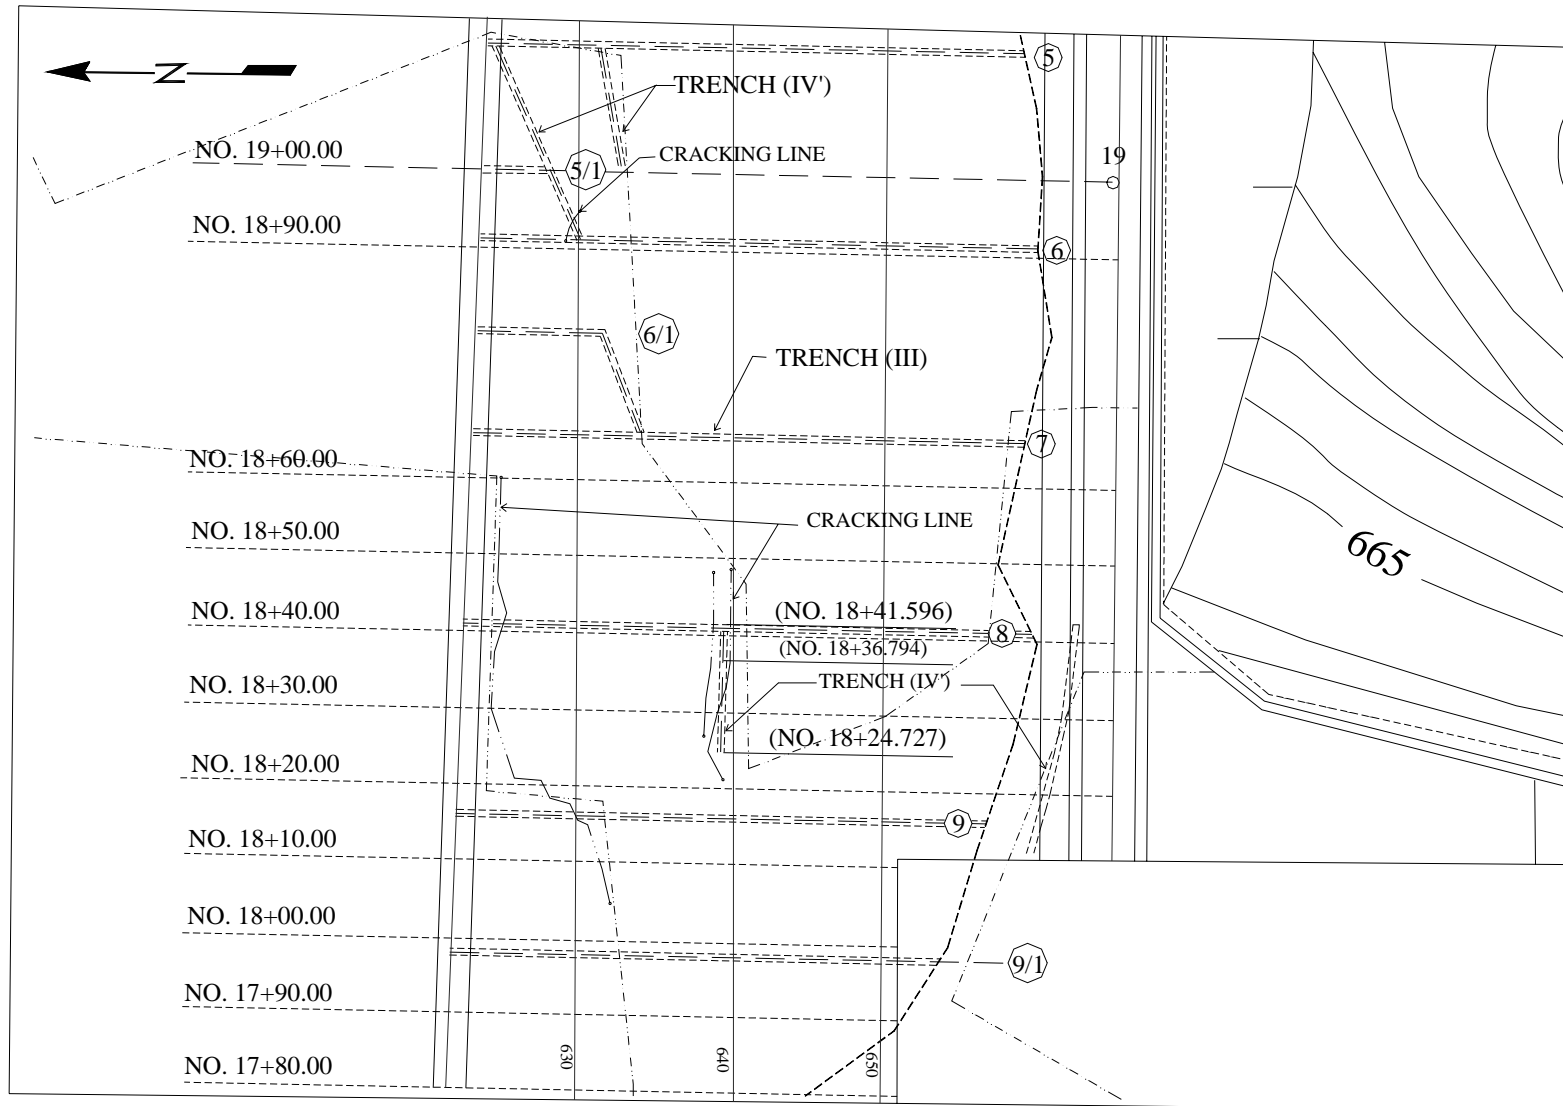 5
N
TRENCH (IV')
NO. 19+00.00
5/1
CRACKING LINE
19
NO. 18+90.00
6
6/1
TRENCH (III)
7
NO. 18+60.00
CRACKING LINE
NO. 18+50.00
665
NO. 18+40.00
(NO. 18+41.596)
8
(NO. 18+36.794)
NO. 18+30.00
TRENCH (IV')
(NO. 18+24.727)
NO. 18+20.00
9
NO. 18+10.00
NO. 18+00.00
9/1
NO. 17+90.00
630
640
650
NO. 17+80.00